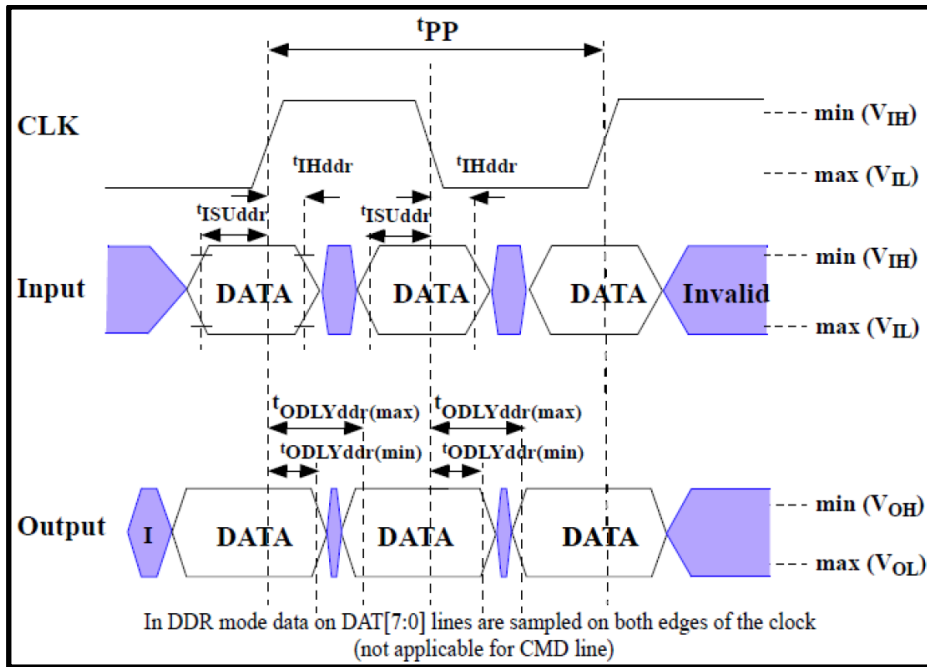 tPP
CLK
min (VIH)
tIHddr
tIHddr
max (VIL)
tISUddr
tISUddr
Input
DATA
DATA
DATA
Invalid
min (VIH)
max (VIL)
tODLYddr(max)
tODLYddr(max)
tODLYddr(min)
tODLYddr(min)
Output
I
DATA
DATA
DATA
min (VOH)
max (VOL)
In DDR mode data on DAT[7:0] lines are sampled on both edges of the clock
(not applicable for CMD line)